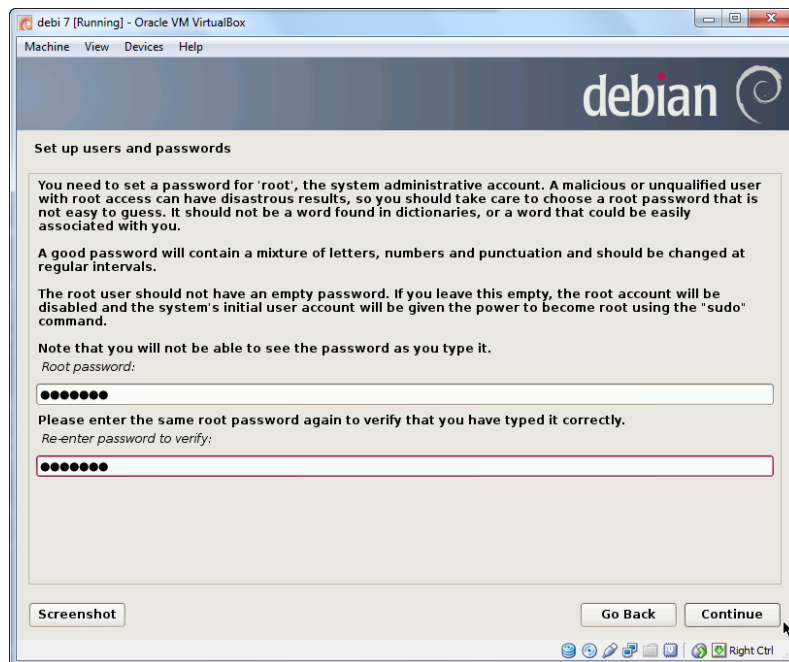 debi 7 [Running] - Oracle VM VirtualBox
Machine View Devices Help
debian
Set up users and passwords
You need to set a password for 'root', the system administrative account. A malicious or unqualified user
with root access can have disastrous results, so you should take care to choose a root password that is
not easy to guess. It should not be a word found in dictionaries, or a word that could be easily
associated with you.
A good password will contain a mixture of letters, numbers and punctuation and should be changed at
regular intervals.
The root user should not have an empty password. If you leave this empty, the root account will be
disabled and the system's initial user account will be given the power to become root using the "sudo"
command.
Note that you will not be able to see the password as you type it.
Root password:
●●●●●●●
Please enter the same root password again to verify that you have typed it correctly.
Re-enter password to verify:
●●●●●●●
Screenshot Go Back Continue
Right Ctrl